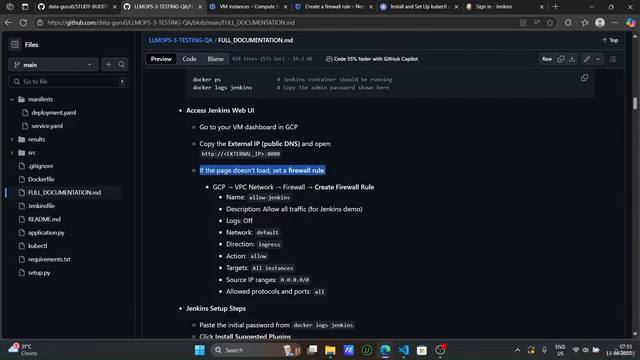 data-guru0/STUDY-BUDDY
LLMOPS-3-TESTING-QA/FULL_
VM instances – Compute E
Create a firewall rule – Net
Install and Set Up kubectl
Sign in - Jenkins
https://github.com/data-guru0/LLMOPS-3-TESTING-QA/blob/main/FULL_DOCUMENTATION.md
Files
main
Go to file
manifests
deployment.yaml
service.yaml
results
src
.gitignore
Dockerfile
FULL_DOCUMENTATION.md
Jenkinsfile
README.md
application.py
kubectl
requirements.txt
setup.py
LLMOPS-3-TESTING-QA / FULL_DOCUMENTATION.md
Top
Preview
Code
Blame
Code 55% faster with GitHub Copilot
Raw
docker ps # Jenkins container should be running
docker logs jenkins # Copy the admin password shown here
Access Jenkins Web UI
Go to your VM dashboard in GCP
Copy the External IP (public DNS) and open:
http://<EXTERNAL_IP>:8080
If the page doesn't load, set a firewall rule:
GCP → VPC Network → Firewall → Create Firewall Rule
Name: allow-jenkins
Description: Allow all traffic (for Jenkins demo)
Logs: Off
Network: default
Direction: ingress
Action: allow
Targets: All instances
Source IP ranges: 0.0.0.0/0
Allowed protocols and ports: all
Jenkins Setup Steps
Paste the initial password from docker logs jenkins
Click Install Suggested Plugins
31°C
Cloudy
Search
ENG
US
07:55